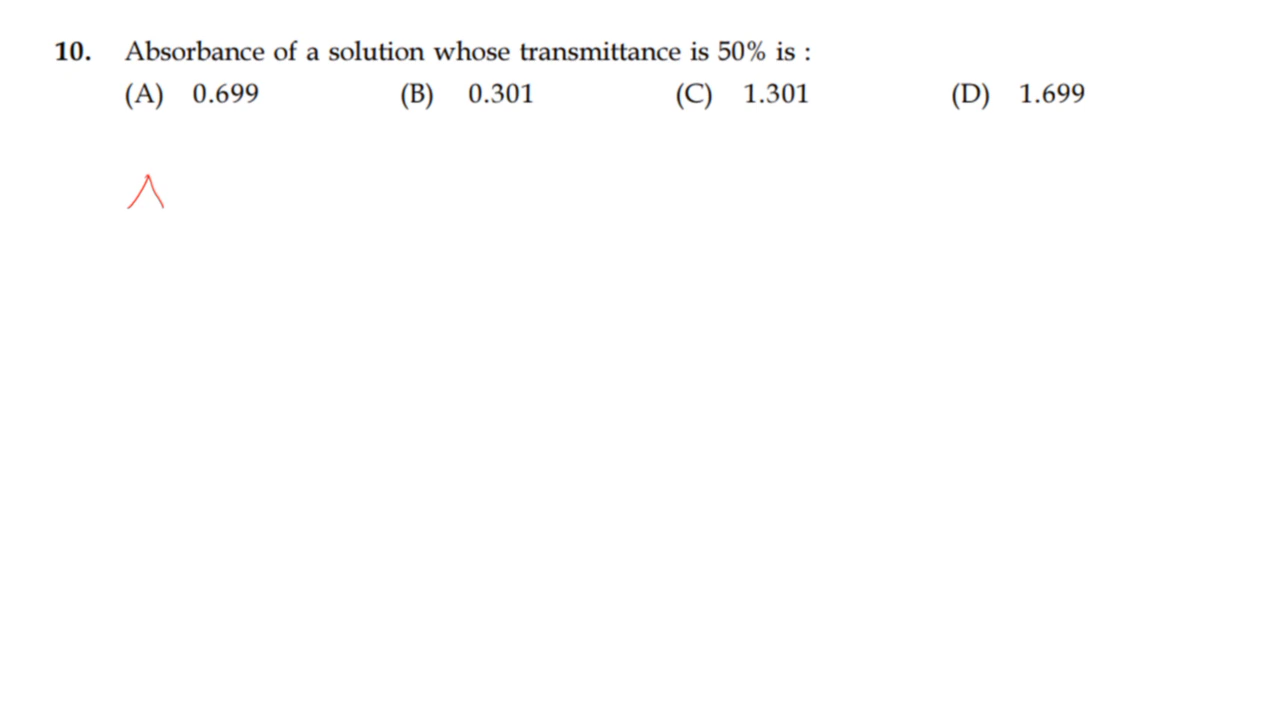 10. Absorbance of a solution whose transmittance is 50% is :
(A) 0.699 (B) 0.301 (C) 1.301 (D) 1.699